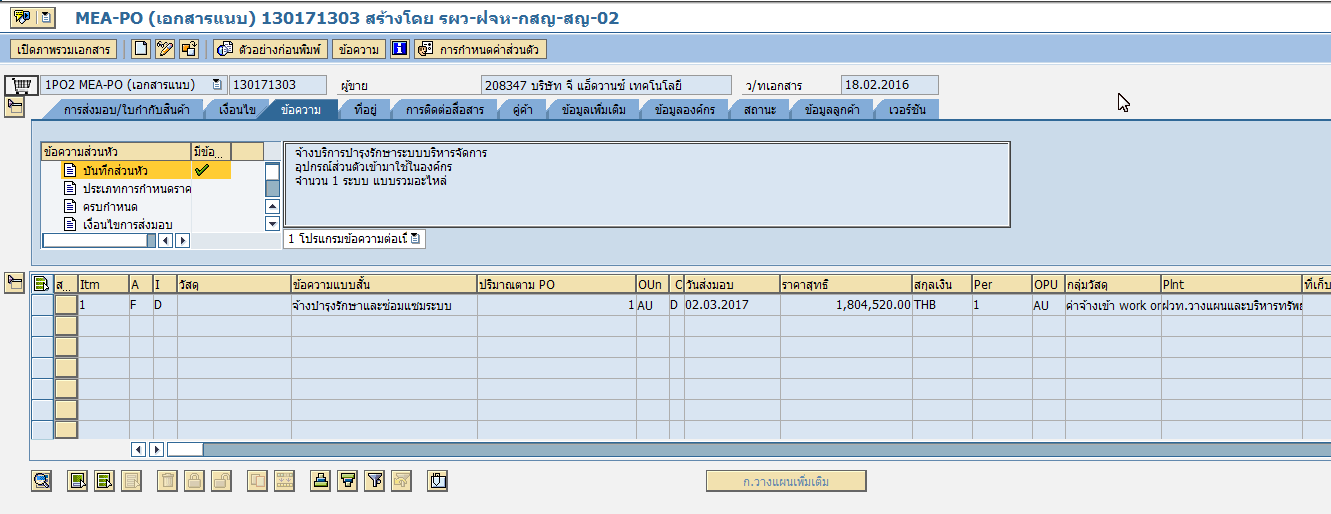 MEA-PO (เอกสารแนบ) 130171303 สร้างโดย รผว-ฝจห-กสญ-สญ-02
เปิดภาพรวมเอกสาร ตัวอย่างก่อนพิมพ์ ข้อความ การกำหนดค่าส่วนตัว
1PO2 MEA-PO (เอกสารแนบ) 130171303 ผู้ขาย 208347 บริษัท จี แอ็ดวานซ์ เทคโนโลยี ว/ทเอกสาร 18.02.2016
การส่งมอบ/ใบกำกับสินค้า เงื่อนไข ข้อความ ที่อยู่ การติดต่อสื่อสาร คู่ค้า ข้อมูลเพิ่มเติม ข้อมูลองค์กร สถานะ ข้อมูลลูกค้า เวอร์ชัน
ข้อความส่วนหัว มีข้อ...
บันทึกส่วนหัว
ประเภทการกำหนดราค
ครบกำหนด
เงื่อนไขการส่งมอบ
จ้างบริการบำรุงรักษาระบบบริหารจัดการ
อุปกรณ์ส่วนตัวเข้ามาใช้ในองค์กร
จำนวน 1 ระบบ แบบรวมอะไหล่
1 โปรแกรมข้อความต่อเนื่
ส... Itm A I วัสดุ ข้อความแบบสั้น ปริมาณตาม PO OUn C วันส่งมอบ ราคาสุทธิ สกุลเงิน Per OPU กลุ่มวัสดุ Plnt ที่เก็บ
1 F D จ้างบำรุงรักษาและซ่อมแซมระบบ 1 AU D 02.03.2017 1,804,520.00 THB 1 AU ค่าจ้างเข้า work or ฝวท.วางแผนและบริหารทรัพย
ก.วางแผนเพิ่มเติม